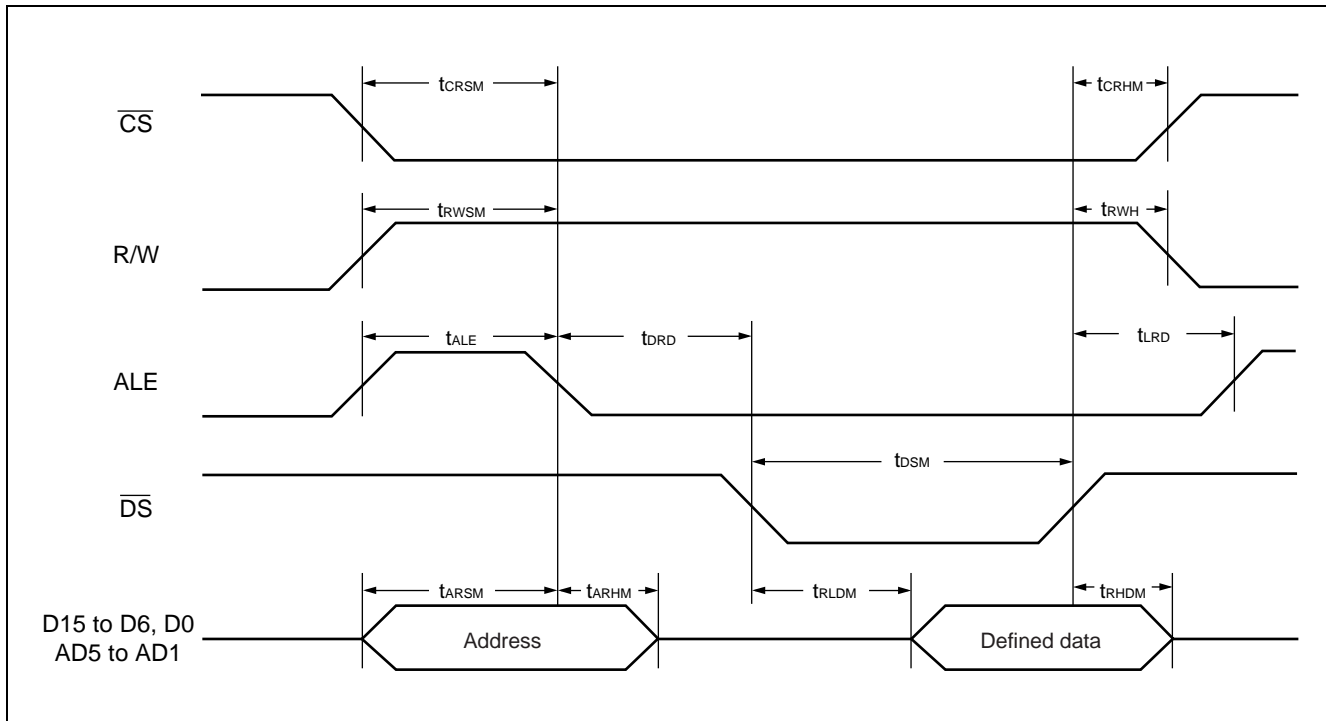 tCRSM
tCRHM
CS
tRWSM
tRWH
R/W
tALE
tDRD
tLRD
ALE
tDSM
DS
tARSM
tARHM
tRLDM
tRHDM
D15 to D6, D0
AD5 to AD1
Address
Defined data